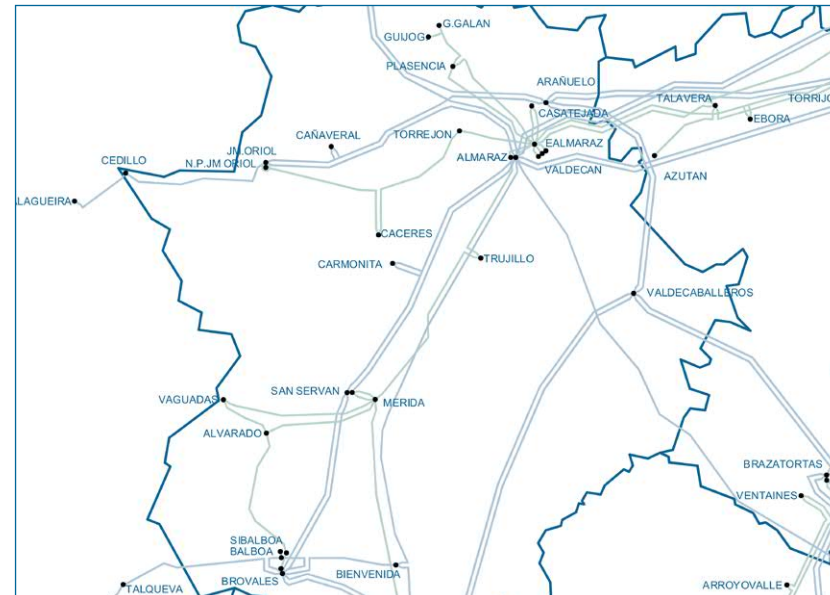 G.GALAN
GUIJOG
PLASENCIA
ARAÑUELO
TALAVERA
TORRIJO
CASATEJADA
EBORA
CAÑAVERAL
TORREJON
JM.ORIOL
N.P.JM ORIOL
EALMARAZ
ALMARAZ
CEDILLO
VALDECAN
AZUTAN
LAGUEIRA
CACERES
TRUJILLO
CARMONITA
VALDECABALLEROS
SAN SERVAN
VAGUADAS
MERIDA
ALVARADO
BRAZATORTAS
VENTAINES
SIBALBOA
BALBOA
BIENVENIDA
BROVALES
TALQUEVA
ARROYOVALLE